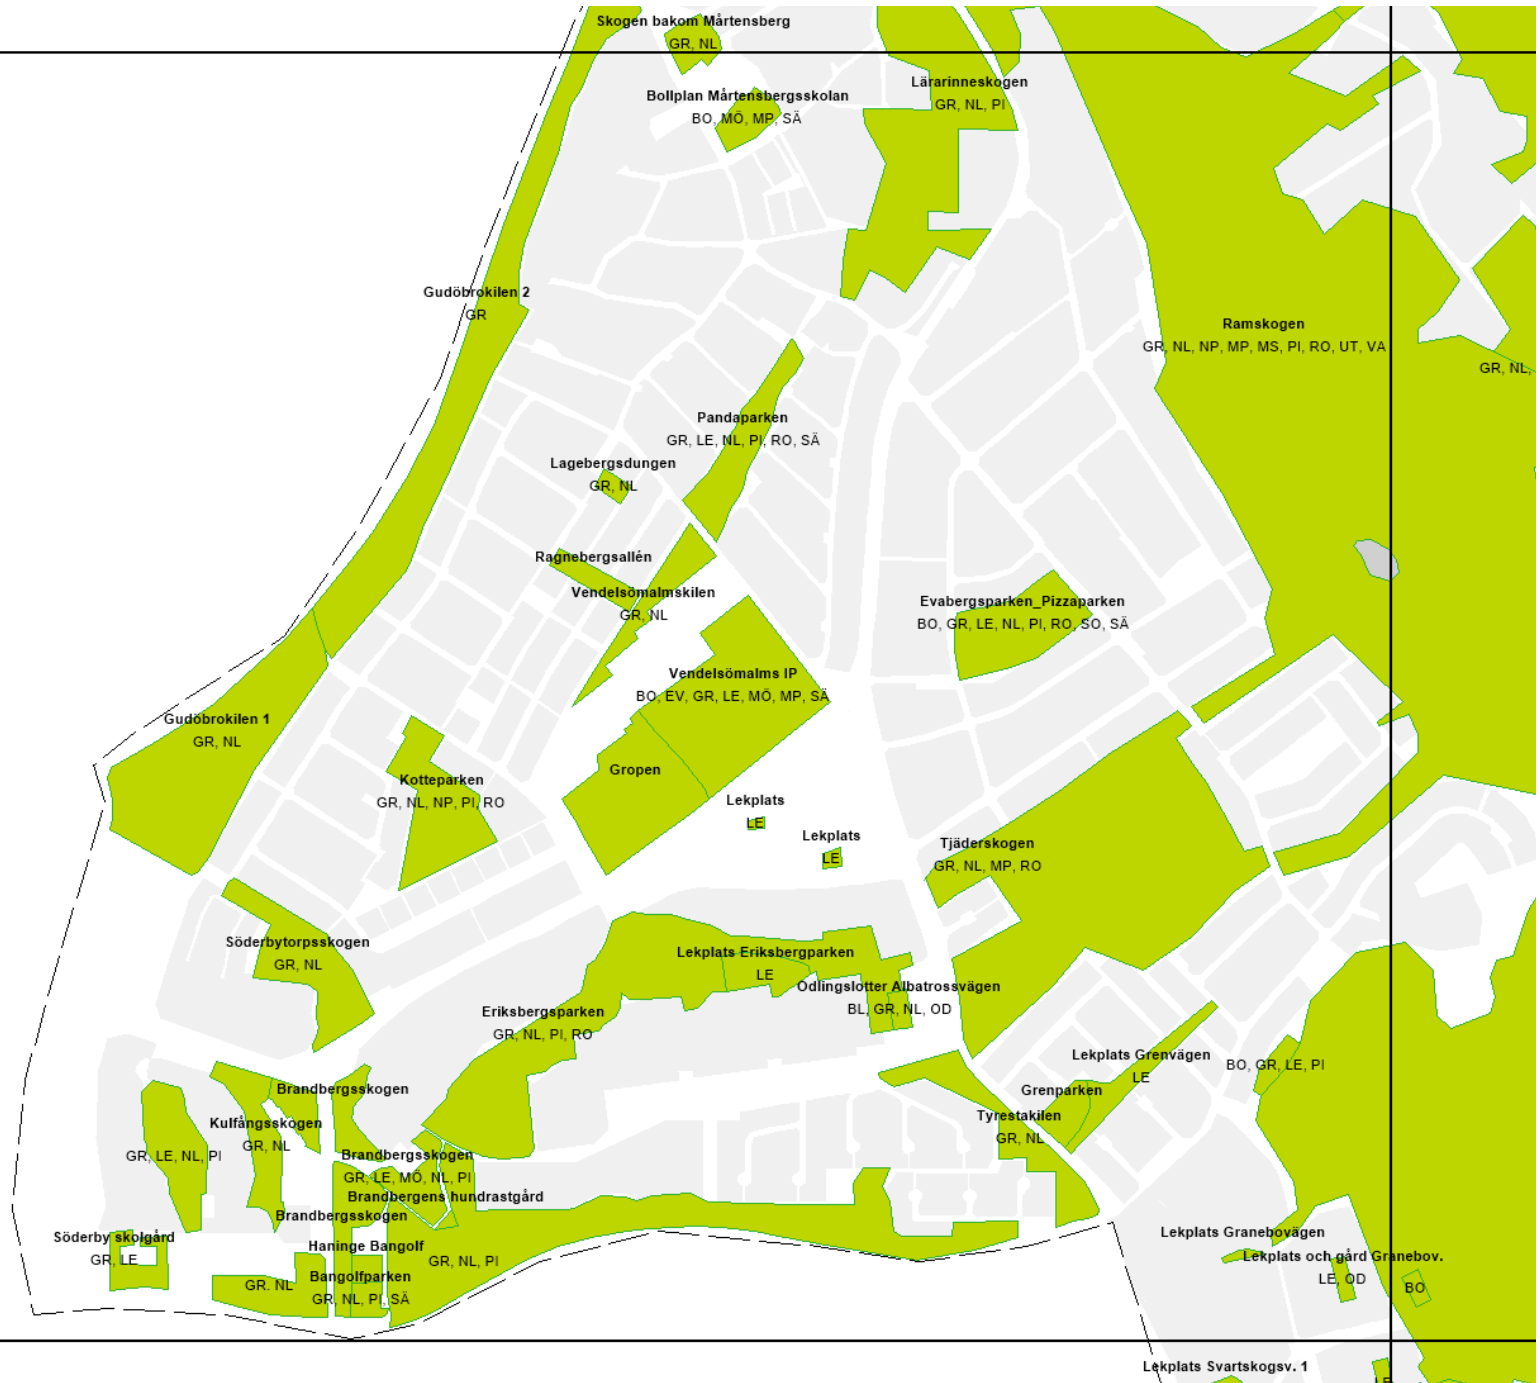 Skogen bakom Mårtensberg
GR, NL
Lärarinneskogen
GR, NL, PI
Bollplan Mårtensbergsskolan
BO, MÖ, MP, SÄ
Gudöbrokilen 2
GR
Ramskogen
GR, NL, NP, MP, MS, PI, RO, UT, VA
GR, NL,
Pandaparken
GR, LE, NL, PI, RO, SÄ
Lagebergsdungen
GR, NL
Ragnebergsallén
Vendelsömalmskilen
GR, NL
Evabergsparken_Pizzaparken
BO, GR, LE, NL, PI, RO, SO, SÄ
Vendelsömalms IP
BO, EV, GR, LE, MÖ, MP, SÄ
Gudöbrokilen 1
GR, NL
Gropen
Kotteparken
GR, NL, NP, PI, RO
Lekplats
LE
Lekplats
LE
Tjäderskogen
GR, NL, MP, RO
Söderbytorpsskogen
GR, NL
Lekplats Eriksbergparken
LE
Odlingslotter Albatrossvägen
BL, GR, NL, OD
Eriksbergsparken
GR, NL, PI, RO
Lekplats Grenvägen
LE
BO, GR, LE, PI
Grenparken
Tyrestakilen
GR, NL
Brandbergsskogen
Kulfångsskogen
GR, NL
GR, LE, NL, PI
Brandbergsskogen
GR, LE, MÖ, NL, PI
Brandbergens hundrastgård
Brandbergsskogen
Söderby skolgård
GR, LE
Haninge Bangolf
GR, NL, PI
Bangolfparken
GR, NL, PI, SÄ
GR. NL
Lekplats Granebovägen
Lekplats och gård Granebov.
LE, OD
BO
Lekplats Svartskogsv. 1
LE